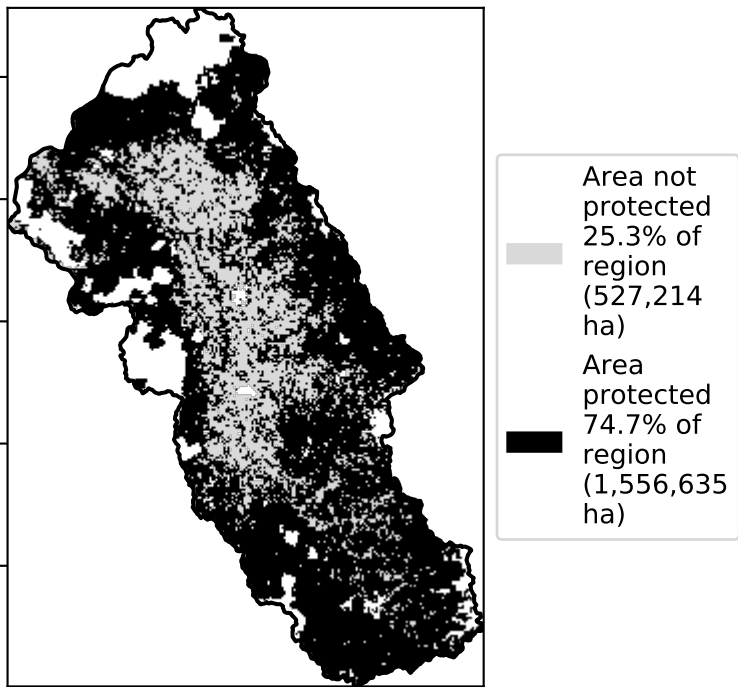 Area not
protected
25.3% of
region
(527,214
ha)
Area
protected
74.7% of
region
(1,556,635
ha)